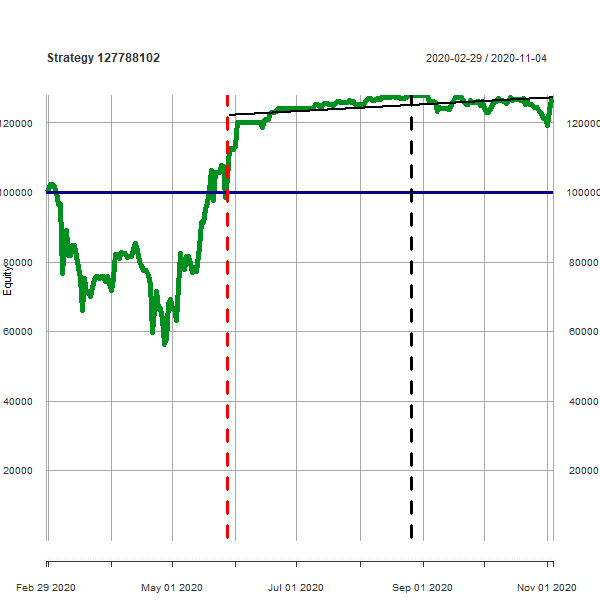 Strategy 127788102
2020-02-29 / 2020-11-04
120000
120000
100000
100000
80000
80000
Equity
60000
60000
40000
40000
20000
20000
Feb 29 2020
May 01 2020
Jul 01 2020
Sep 01 2020
Nov 01 2020